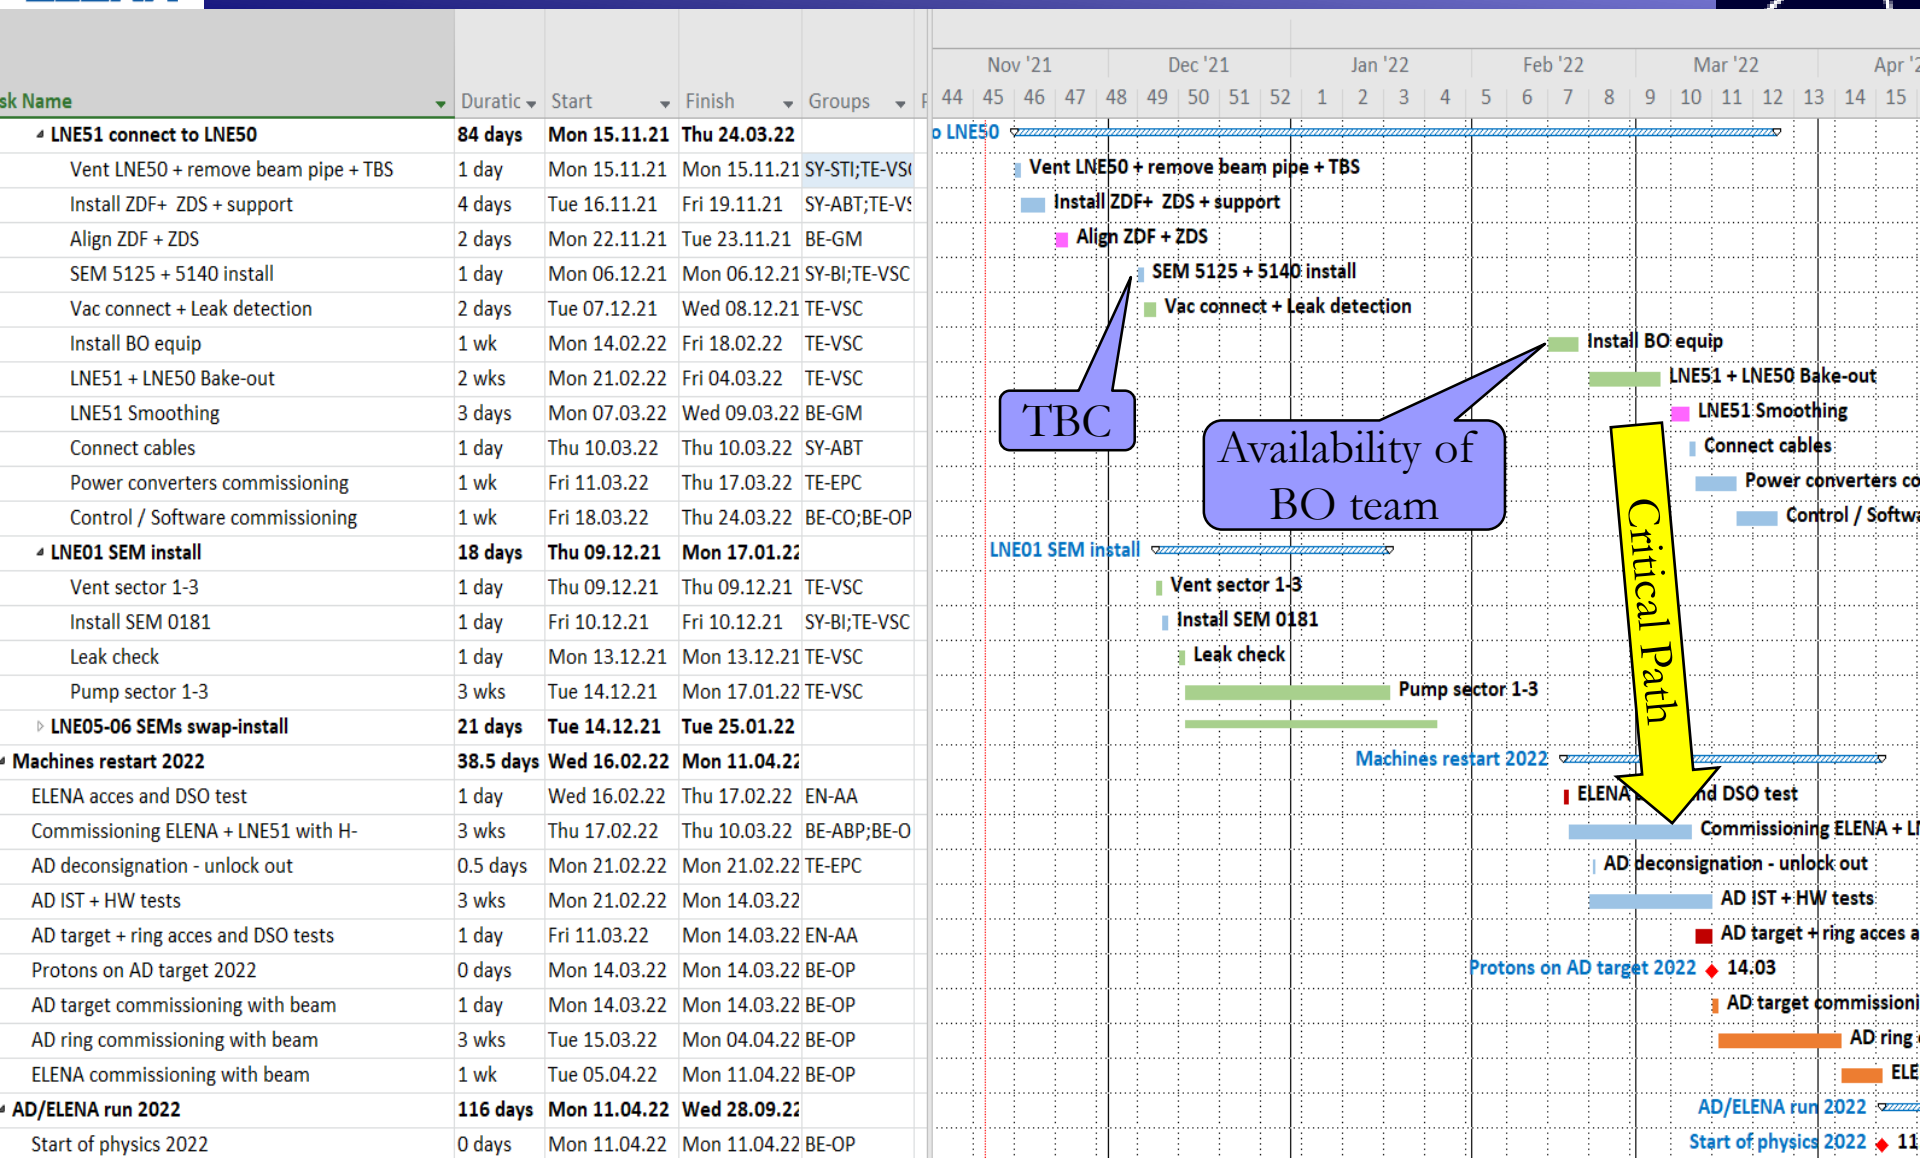 Nov '21 Dec '21 Jan '22 Feb '22 Mar '22 Apr '2
sk Name Duratic Start Finish Groups
44 45 46 47 48 49 50 51 52 1 2 3 4 5 6 7 8 9 10 11 12 13 14 15
LNE51 connect to LNE50 84 days Mon 15.11.21 Thu 24.03.22 o LNE50
Vent LNE50 + remove beam pipe + TBS 1 day Mon 15.11.21 Mon 15.11.21 SY-STI;TE-VS Vent LNE50 + remove beam pipe + TBS
Install ZDF+ ZDS + support 4 days Tue 16.11.21 Fri 19.11.21 SY-ABT;TE-VS Install ZDF+ ZDS + support
Align ZDF + ZDS 2 days Mon 22.11.21 Tue 23.11.21 BE-GM Align ZDF + ZDS
SEM 5125 + 5140 install 1 day Mon 06.12.21 Mon 06.12.21 SY-BI;TE-VSC SEM 5125 + 5140 install
Vac connect + Leak detection 2 days Tue 07.12.21 Wed 08.12.21 TE-VSC Vac connect + Leak detection
Install BO equip 1 wk Mon 14.02.22 Fri 18.02.22 TE-VSC Install BO equip
LNE51 + LNE50 Bake-out 2 wks Mon 21.02.22 Fri 04.03.22 TE-VSC LNE51 + LNE50 Bake-out
LNE51 Smoothing 3 days Mon 07.03.22 Wed 09.03.22 BE-GM LNE51 Smoothing
TBC
Connect cables 1 day Thu 10.03.22 Thu 10.03.22 SY-ABT Connect cables
Availability of
BO team
Power converters commissioning 1 wk Fri 11.03.22 Thu 17.03.22 TE-EPC Power converters co
Control / Software commissioning 1 wk Fri 18.03.22 Thu 24.03.22 BE-CO;BE-OP Control / Softwa
Critical Path
LNE01 SEM install 18 days Thu 09.12.21 Mon 17.01.22 LNE01 SEM install
Vent sector 1-3 1 day Thu 09.12.21 Thu 09.12.21 TE-VSC Vent sector 1-3
Install SEM 0181 1 day Fri 10.12.21 Fri 10.12.21 SY-BI;TE-VSC Install SEM 0181
Leak check 1 day Mon 13.12.21 Mon 13.12.21 TE-VSC Leak check
Pump sector 1-3 3 wks Tue 14.12.21 Mon 17.01.22 TE-VSC Pump sector 1-3
LNE05-06 SEMs swap-install 21 days Tue 14.12.21 Tue 25.01.22
Machines restart 2022 38.5 days Wed 16.02.22 Mon 11.04.22 Machines restart 2022
ELENA acces and DSO test 1 day Wed 16.02.22 Thu 17.02.22 EN-AA ELENA nd DSO test
Commissioning ELENA + LNE51 with H- 3 wks Thu 17.02.22 Thu 10.03.22 BE-ABP;BE-O Commissioning ELENA + LN
AD deconsignation - unlock out 0.5 days Mon 21.02.22 Mon 21.02.22 TE-EPC AD deconsignation - unlock out
AD IST + HW tests 3 wks Mon 21.02.22 Mon 14.03.22 AD IST + HW tests
AD target + ring acces and DSO tests 1 day Fri 11.03.22 Mon 14.03.22 EN-AA AD target + ring acces a
Protons on AD target 2022 0 days Mon 14.03.22 Mon 14.03.22 BE-OP Protons on AD target 2022 14.03
AD target commissioning with beam 1 day Mon 14.03.22 Mon 14.03.22 BE-OP AD target commissioni
AD ring commissioning with beam 3 wks Tue 15.03.22 Mon 04.04.22 BE-OP AD ring
ELENA commissioning with beam 1 wk Tue 05.04.22 Mon 11.04.22 BE-OP ELE
AD/ELENA run 2022 116 days Mon 11.04.22 Wed 28.09.22 AD/ELENA run 2022
Start of physics 2022 0 days Mon 11.04.22 Mon 11.04.22 BE-OP Start of physics 2022 11